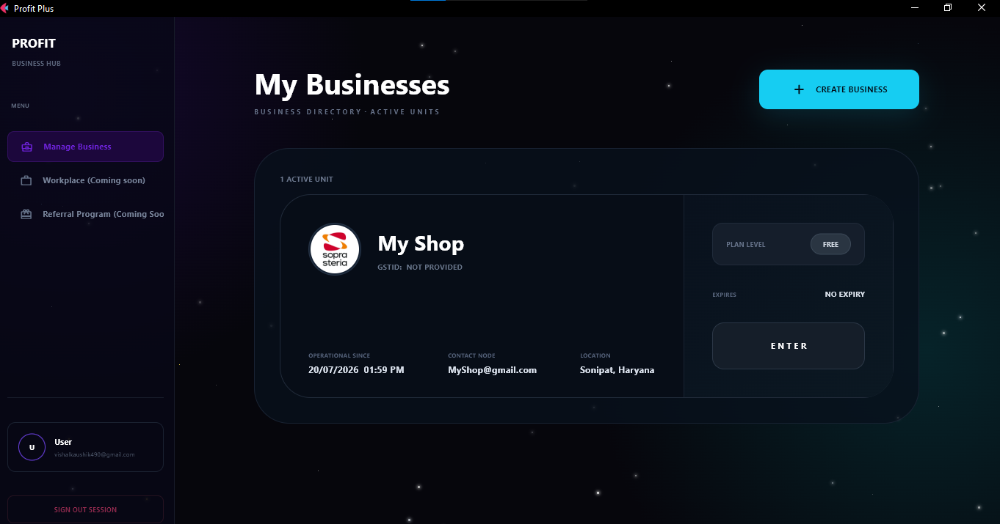 Profit Plus
PROFIT
BUSINESS HUB
MENU
Manage Business
Workplace (Coming soon)
Referral Program (Coming Soo
User
U
vishalkaushik490@gmail.com
SIGN OUT SESSION
My Businesses
BUSINESS DIRECTORY · ACTIVE UNITS
+ CREATE BUSINESS
1 ACTIVE UNIT
sopra
steria
My Shop
GSTID: NOT PROVIDED
OPERATIONAL SINCE
20/07/2026 01:59 PM
CONTACT NODE
MyShop@gmail.com
LOCATION
Sonipat, Haryana
PLAN LEVEL
FREE
EXPIRES
NO EXPIRY
ENTER